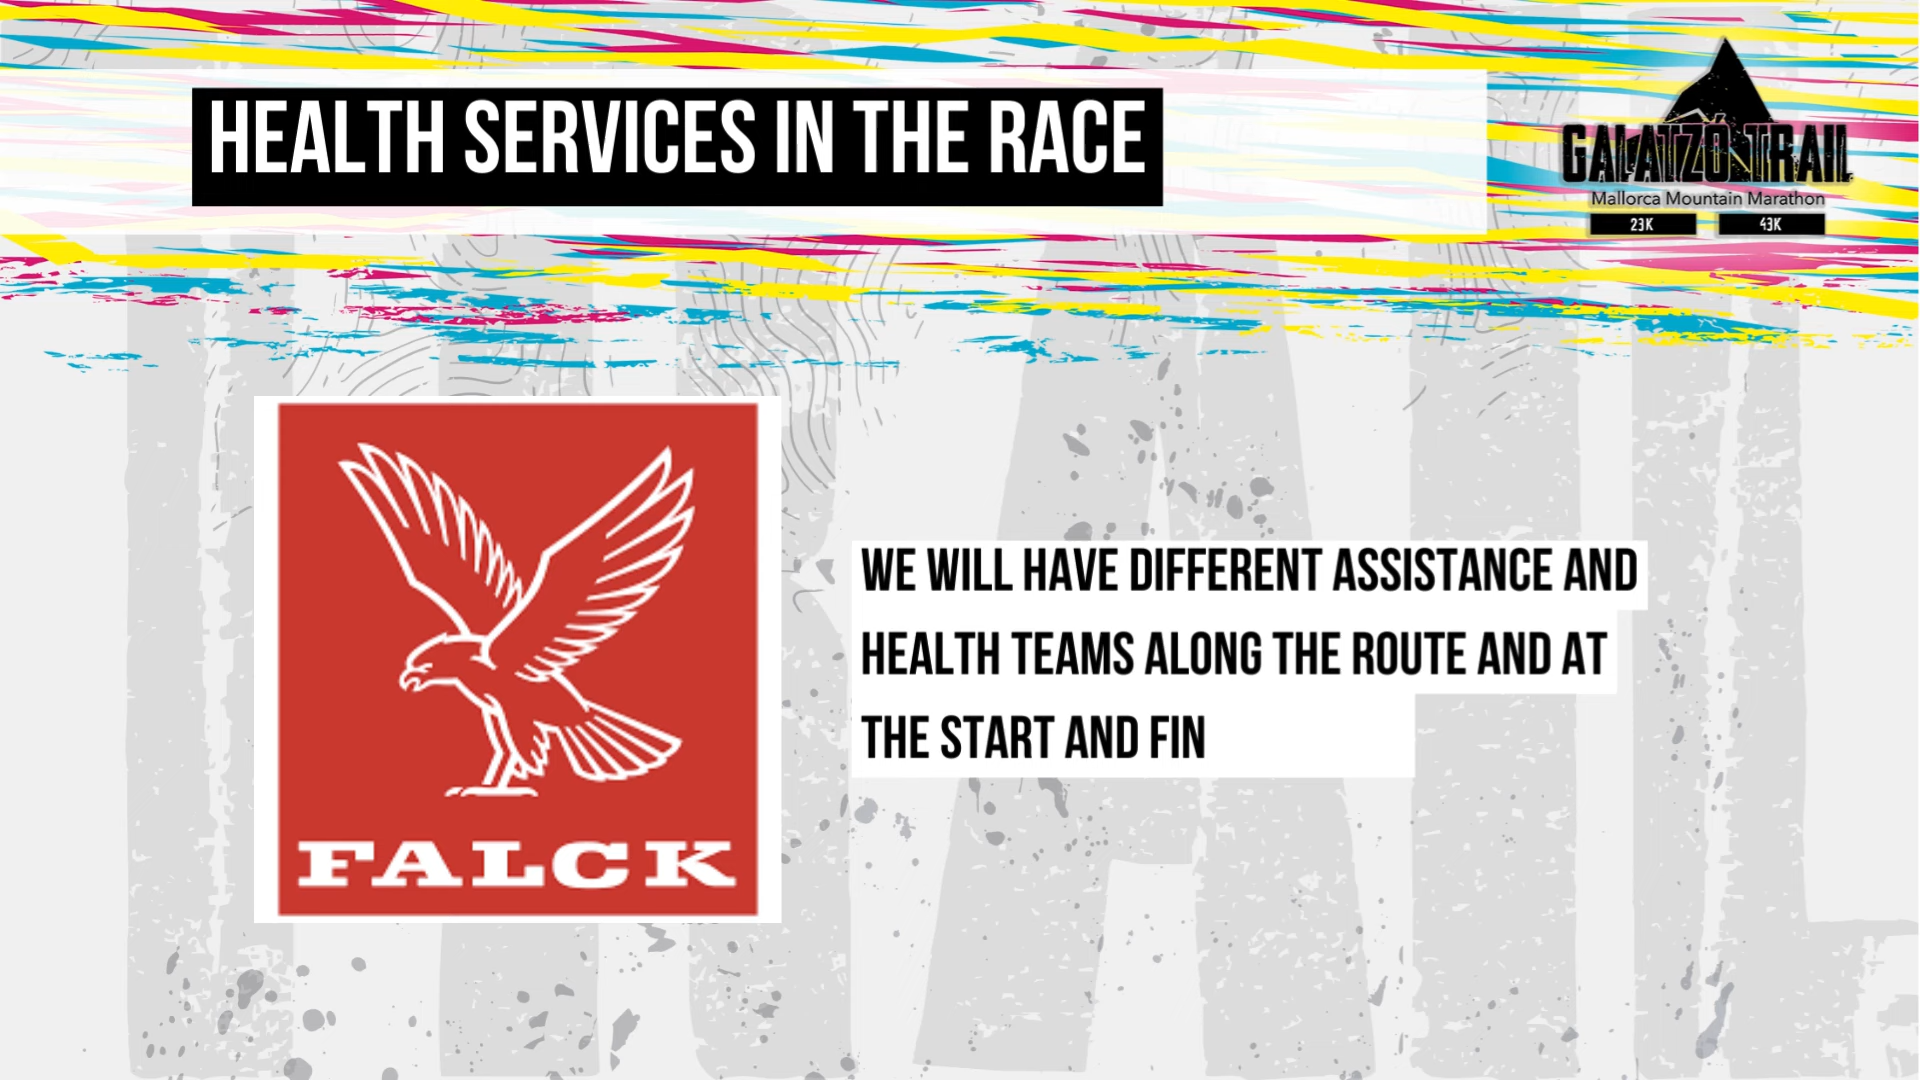 HEALTH SERVICES IN THE RACE
GALATZÓ TRAIL
Mallorca Mountain Marathon
23K 43K
WE WILL HAVE DIFFERENT ASSISTANCE AND
HEALTH TEAMS ALONG THE ROUTE AND AT
THE START AND FIN
FALCK